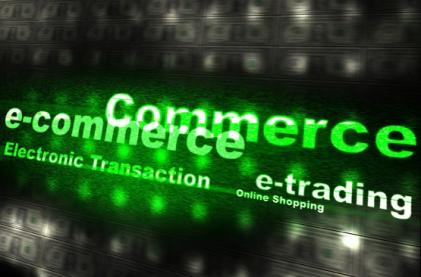 Commerce
e-commerce
Electronic Transaction
e-trading
Online Shopping